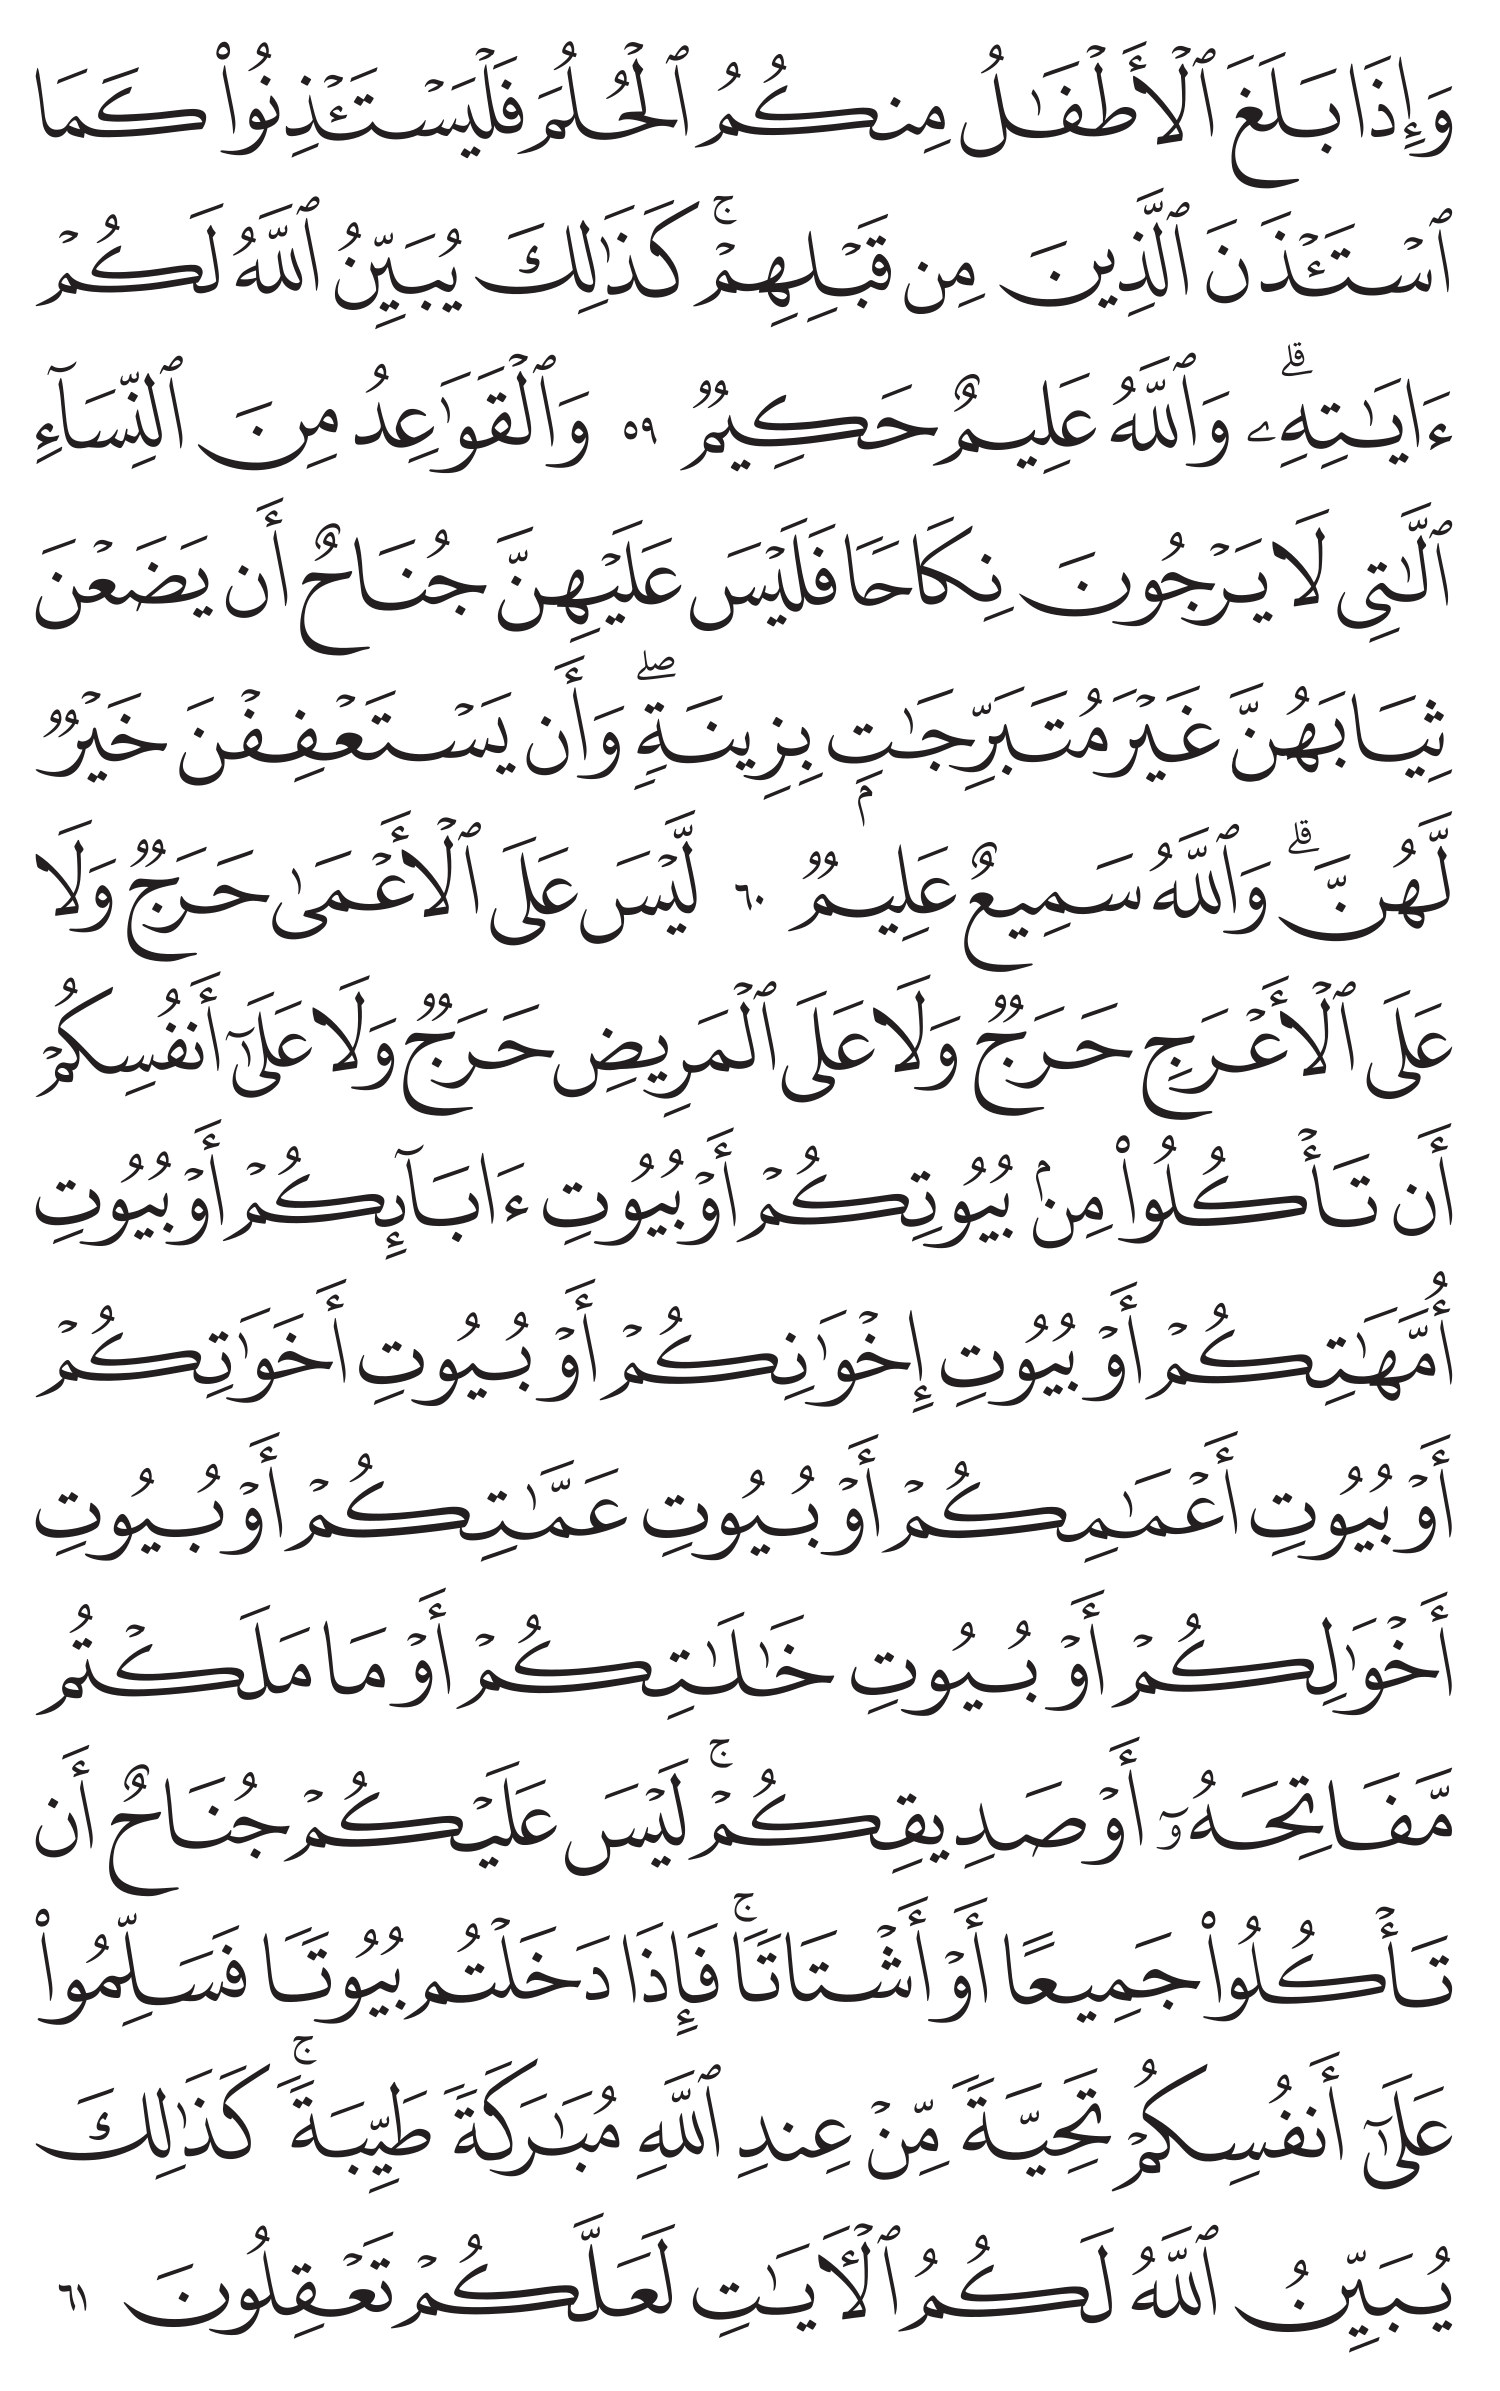 وَإِذَا بَلَغَ ٱلۡأَطۡفَٰلُ مِنكُمُ ٱلۡحُلُمَ فَلۡيَسۡتَـٔۡذِنُواْ كَمَا
ٱسۡتَـٔۡذَنَ ٱلَّذِينَ مِن قَبۡلِهِمۡۚ كَذَٰلِكَ يُبَيِّنُ ٱللَّهُ لَكُمۡ
ءَايَٰتِهِۦۗ وَٱللَّهُ عَلِيمٌ حَكِيمٞ ٥٩ وَٱلۡقَوَٰعِدُ مِنَ ٱلنِّسَآءِ
ٱلَّٰتِي لَا يَرۡجُونَ نِكَاحٗا فَلَيۡسَ عَلَيۡهِنَّ جُنَاحٌ أَن يَضَعۡنَ
ثِيَابَهُنَّ غَيۡرَ مُتَبَرِّجَٰتِۭ بِزِينَةٖۖ وَأَن يَسۡتَعۡفِفۡنَ خَيۡرٞ
لَّهُنَّۗ وَٱللَّهُ سَمِيعٌ عَلِيمٞ ٦٠ لَّيۡسَ عَلَى ٱلۡأَعۡمَىٰ حَرَجٞ وَلَا
عَلَى ٱلۡأَعۡرَجِ حَرَجٞ وَلَا عَلَى ٱلۡمَرِيضِ حَرَجٞ وَلَا عَلَىٰٓ أَنفُسِكُمۡ
أَن تَأۡكُلُواْ مِنۢ بُيُوتِكُمۡ أَوۡ بُيُوتِ ءَابَآئِكُمۡ أَوۡ بُيُوتِ
أُمَّهَٰتِكُمۡ أَوۡ بُيُوتِ إِخۡوَٰنِكُمۡ أَوۡ بُيُوتِ أَخَوَٰتِكُمۡ
أَوۡ بُيُوتِ أَعۡمَٰمِكُمۡ أَوۡ بُيُوتِ عَمَّٰتِكُمۡ أَوۡ بُيُوتِ
أَخۡوَٰلِكُمۡ أَوۡ بُيُوتِ خَٰلَٰتِكُمۡ أَوۡ مَا مَلَكۡتُم
مَّفَاتِحَهُۥٓ أَوۡ صَدِيقِكُمۡۚ لَيۡسَ عَلَيۡكُمۡ جُنَاحٌ أَن
تَأۡكُلُواْ جَمِيعًا أَوۡ أَشۡتَاتٗاۚ فَإِذَا دَخَلۡتُم بُيُوتٗا فَسَلِّمُواْ
عَلَىٰٓ أَنفُسِكُمۡ تَحِيَّةٗ مِّنۡ عِندِ ٱللَّهِ مُبَٰرَكَةٗ طَيِّبَةٗۚ كَذَٰلِكَ
يُبَيِّنُ ٱللَّهُ لَكُمُ ٱلۡأٓيَٰتِ لَعَلَّكُمۡ تَعۡقِلُونَ ٦١